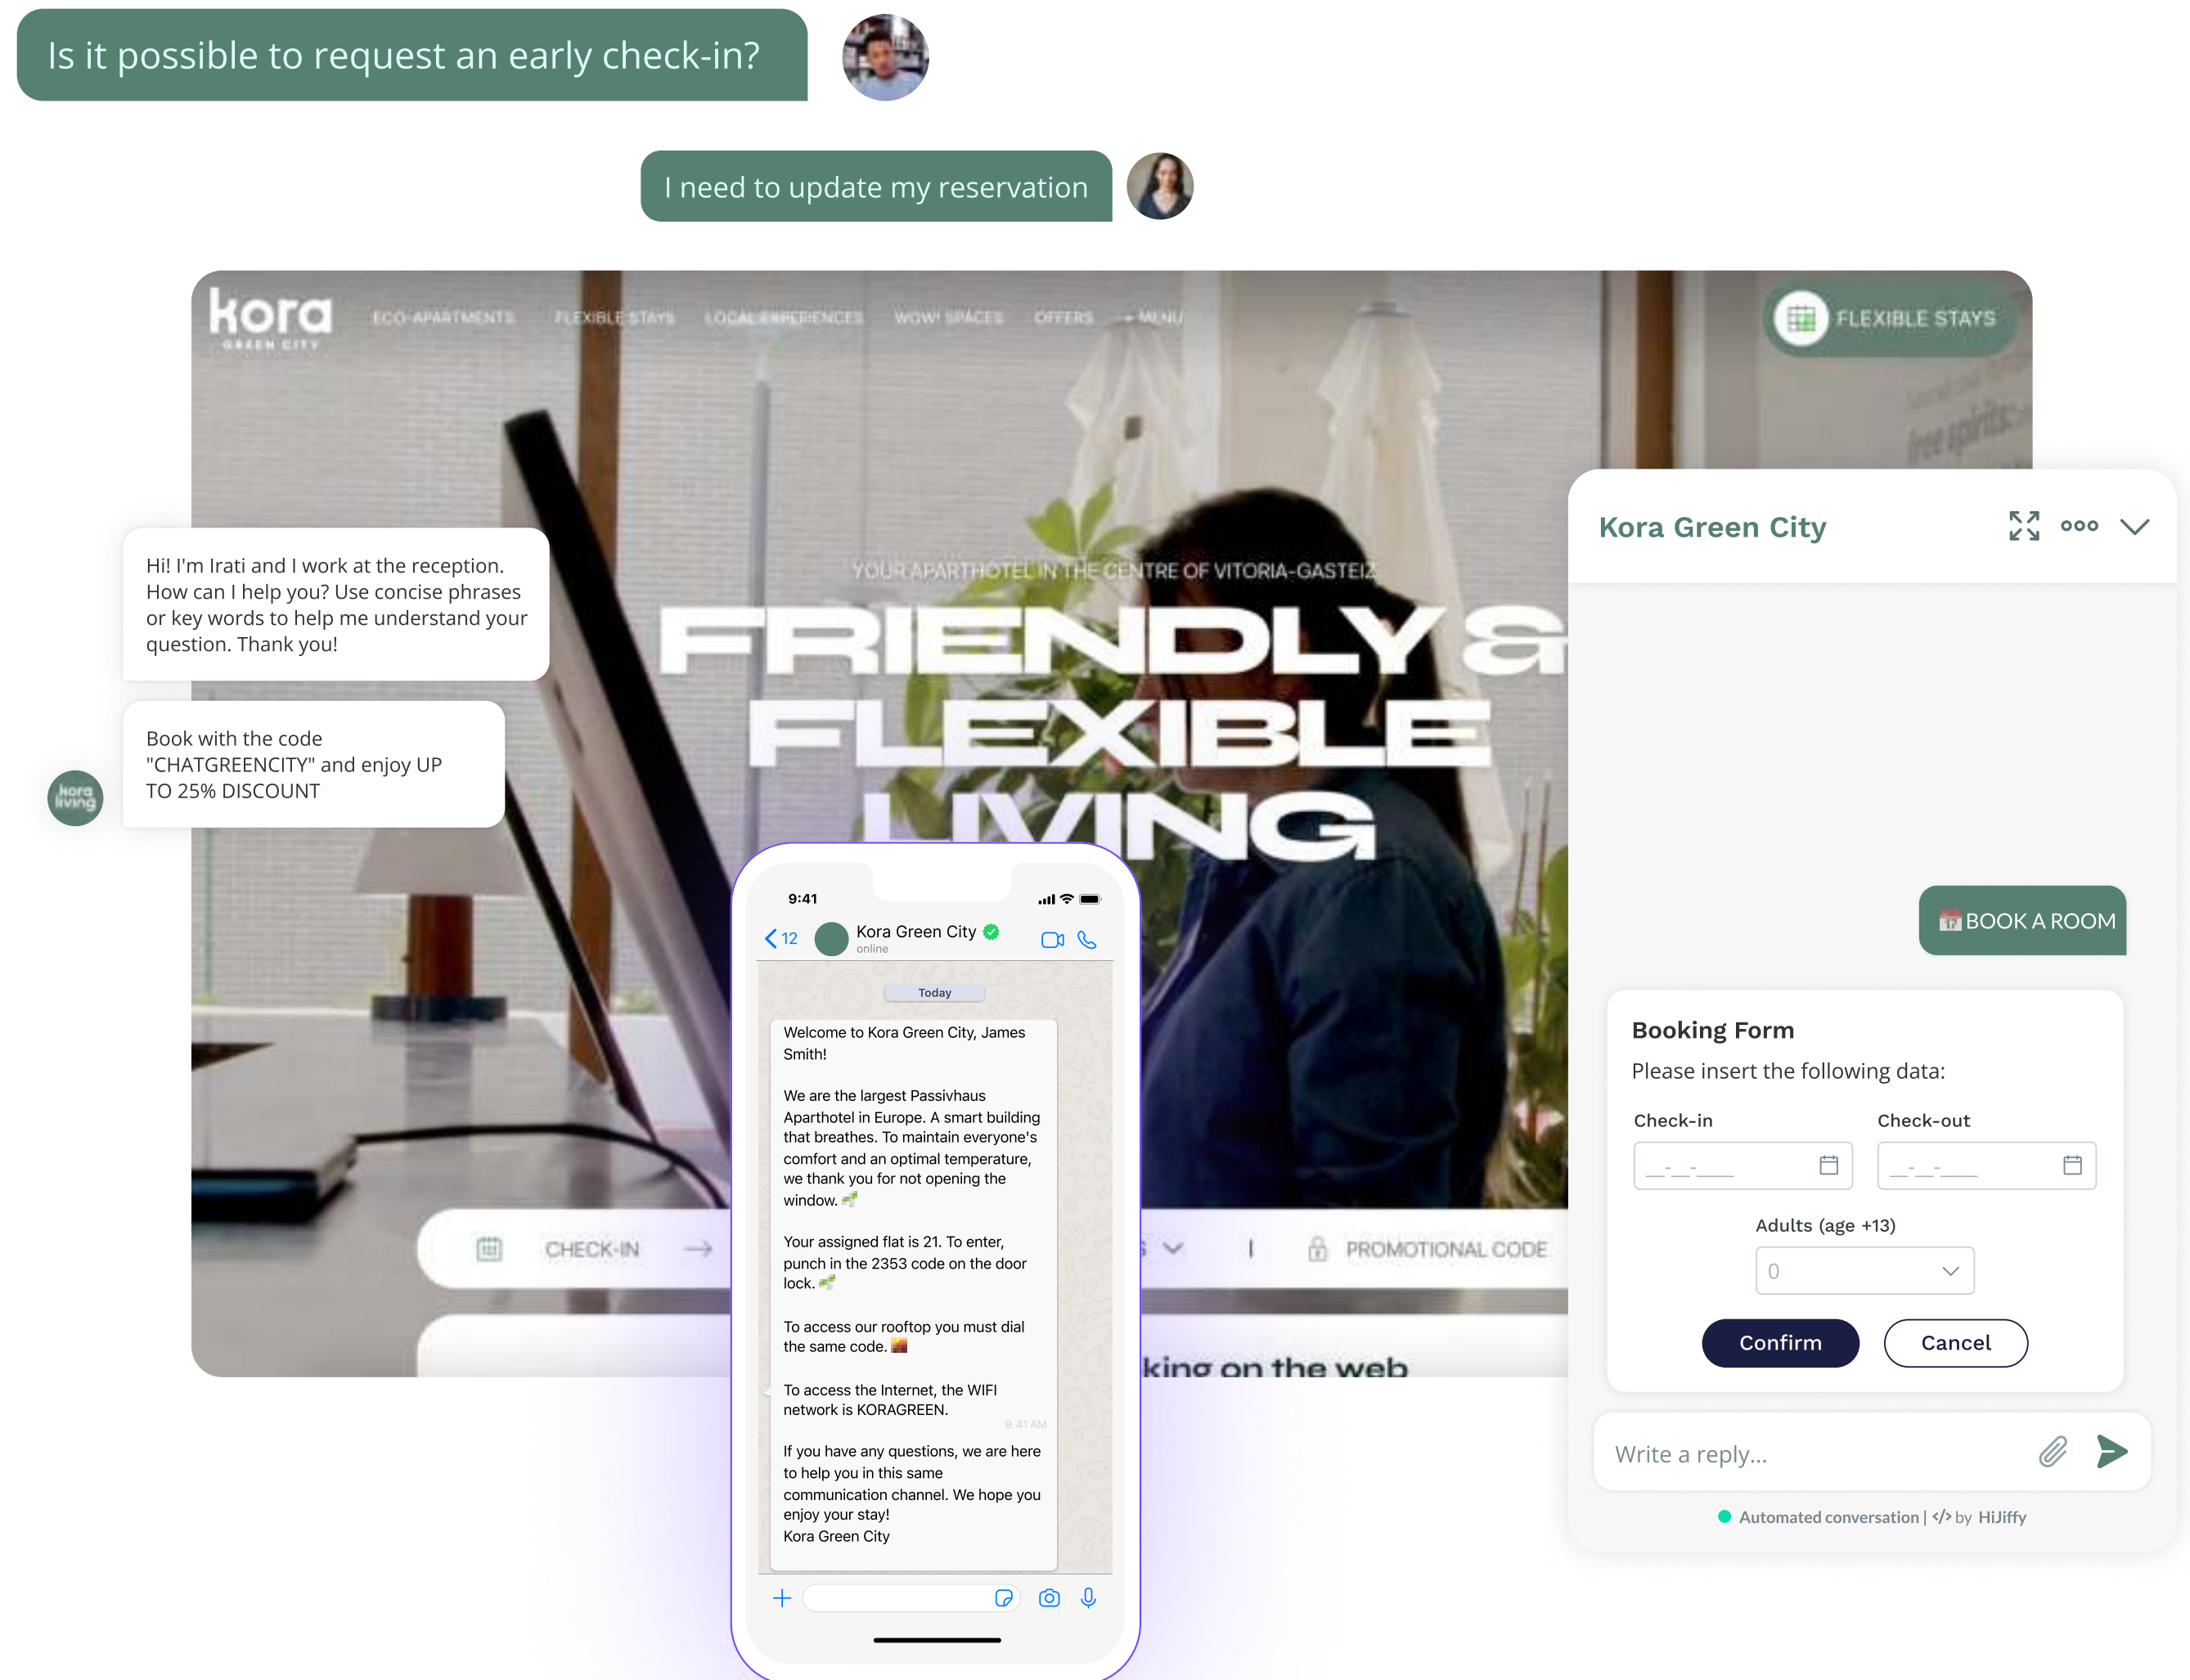 Is it possible to request an early check-in?
I need to update my reservation
kora
GREEN CITY
ECO-APARTMENTS
FLEXIBLE STAYS
LOCAL EXPERIENCES
WOW! SPACES
OFFERS
+ MENU
FLEXIBLE STAYS
free spirits
Hi! I'm Irati and I work at the reception.
How can I help you? Use concise phrases
or key words to help me understand your
question. Thank you!
Book with the code
"CHATGREENCITY" and enjoy UP
TO 25% DISCOUNT
kora
living
YOUR APARTHOTEL IN THE CENTRE OF VITORIA-GASTEIZ
FRIENDLY &
FLEXIBLE
LIVING
CHECK-IN
PROMOTIONAL CODE
king on the web
9:41
12
Kora Green City
online
Today
Welcome to Kora Green City, James
Smith!
We are the largest Passivhaus
Aparthotel in Europe. A smart building
that breathes. To maintain everyone's
comfort and an optimal temperature,
we thank you for not opening the
window.
Your assigned flat is 21. To enter,
punch in the 2353 code on the door
lock.
To access our rooftop you must dial
the same code.
To access the Internet, the WIFI
network is KORAGREEN.
9.41 AM
If you have any questions, we are here
to help you in this same
communication channel. We hope you
enjoy your stay!
Kora Green City
Kora Green City
BOOK A ROOM
Booking Form
Please insert the following data:
Check-in
Check-out
__-__-____
__-__-____
Adults (age +13)
0
Confirm
Cancel
Write a reply...
Automated conversation | </> by HiJiffy